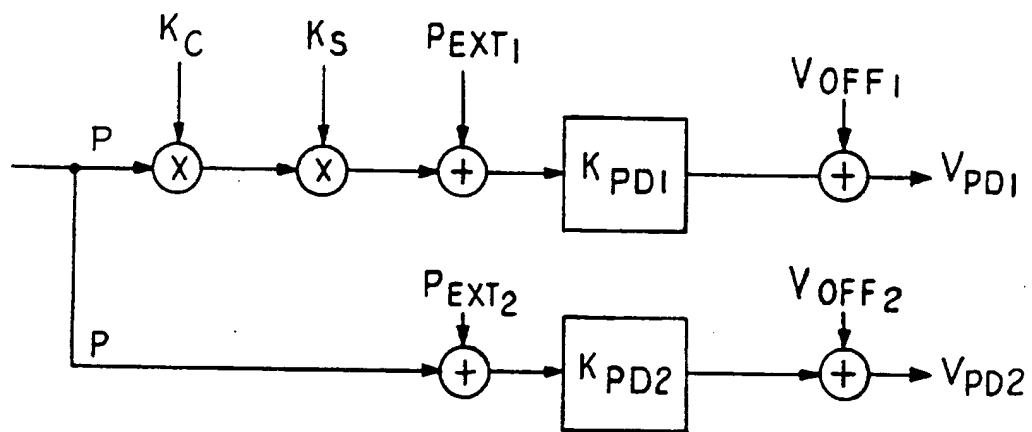 K_C
K_S
P_EXT1
V_OFF1
P
X
X
+
K_PD1
+
V_PD1
P_EXT2
V_OFF2
P
+
K_PD2
+
V_PD2